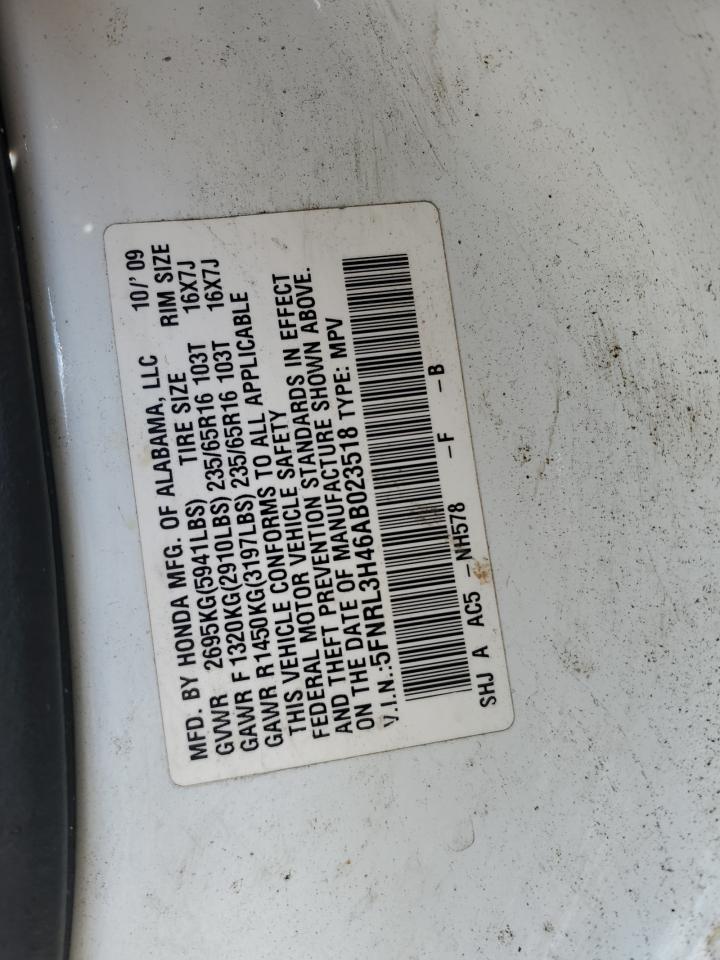 MFD. BY HONDA MFG. OF ALABAMA, LLC 10/' 09
GVWR 2695KG(5941LBS) TIRE SIZE RIM SIZE
GAWR F 1320KG(2910LBS) 235/65R16 103T 16X7J
GAWR R 1450KG(3197LBS) 235/65R16 103T 16X7J
THIS VEHICLE CONFORMS TO ALL APPLICABLE
FEDERAL MOTOR VEHICLE SAFETY
AND THEFT PREVENTION STANDARDS IN EFFECT
ON THE DATE OF MANUFACTURE SHOWN ABOVE.
V.I.N.:5FNRL3H46AB023518 TYPE: MPV
SHJ A AC5 -NH578 -F -B